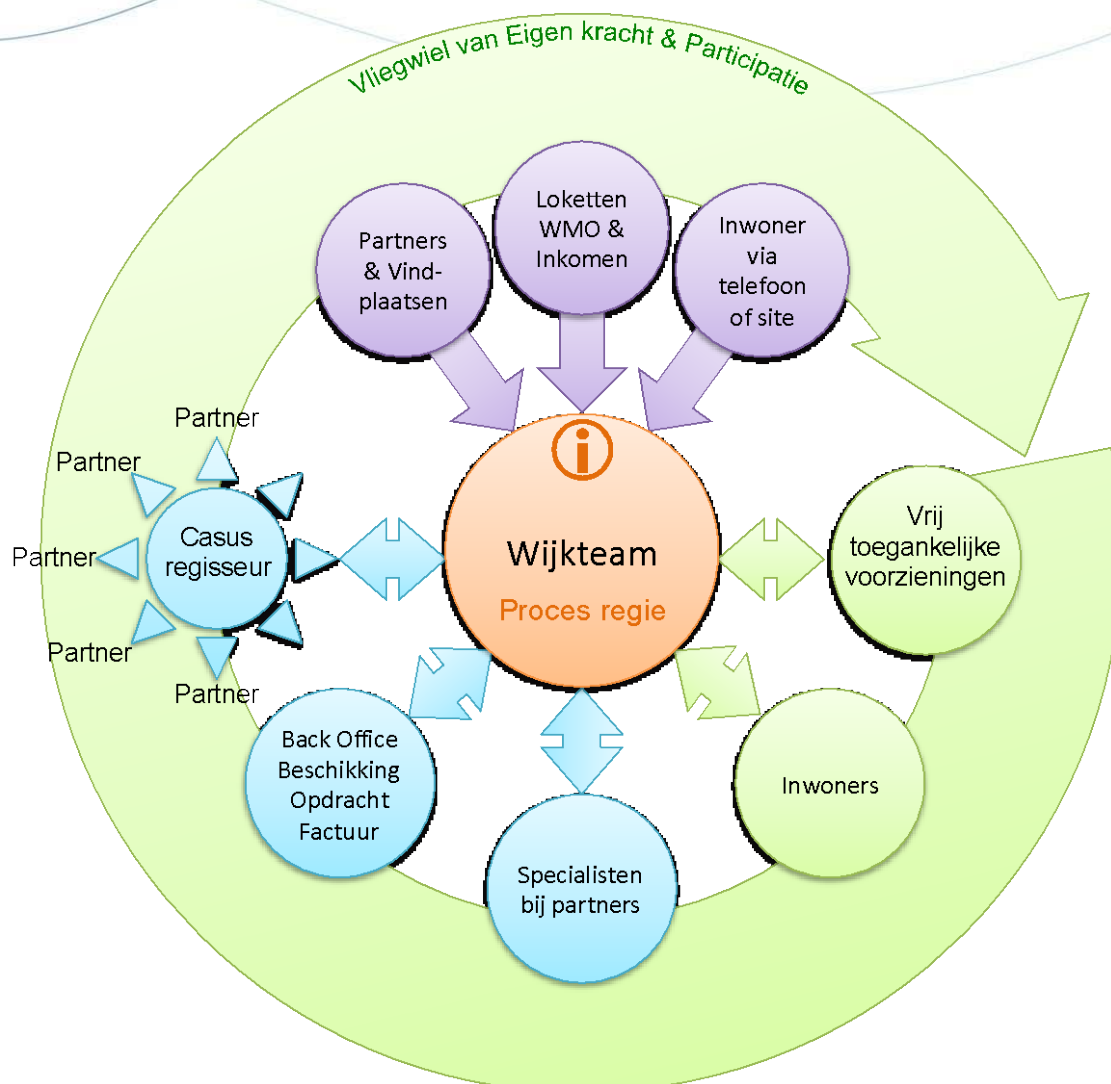 Vliegwiel van Eigen kracht & Participatie
Partners
& Vind-
plaatsen
Loketten
WMO &
Inkomen
Inwoner
via
telefoon
of site
i
Wijkteam
Proces regie
Partner
Partner
Partner
Partner
Partner
Casus
regisseur
Vrij
toegankelijke
voorzieningen
Back Office
Beschikking
Opdracht
Factuur
Specialisten
bij partners
Inwoners